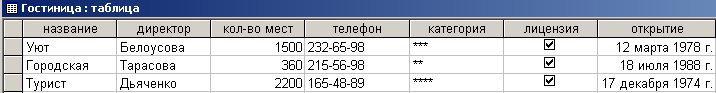 Гостиница : таблица
название директор кол-во мест телефон категория лицензия открытие
Уют Белоусова 1500 232-65-98 *** 12 марта 1978 г.
Городская Тарасова 360 215-56-98 ** 18 июля 1988 г.
Турист Дьяченко 2200 165-48-89 **** 17 декабря 1974 г.